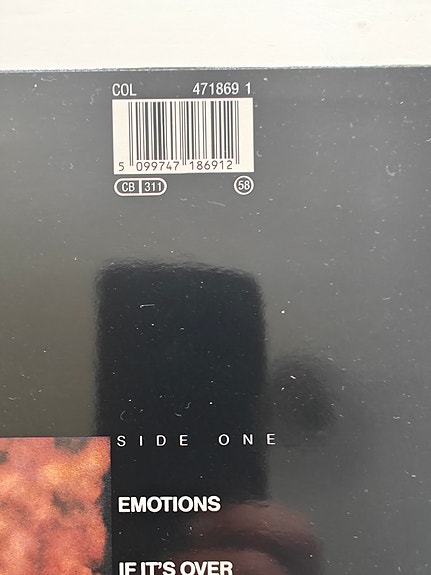 COL 471869 1
5 099747 186912
CB 311 58
SIDE ONE
EMOTIONS
IF IT'S OVER